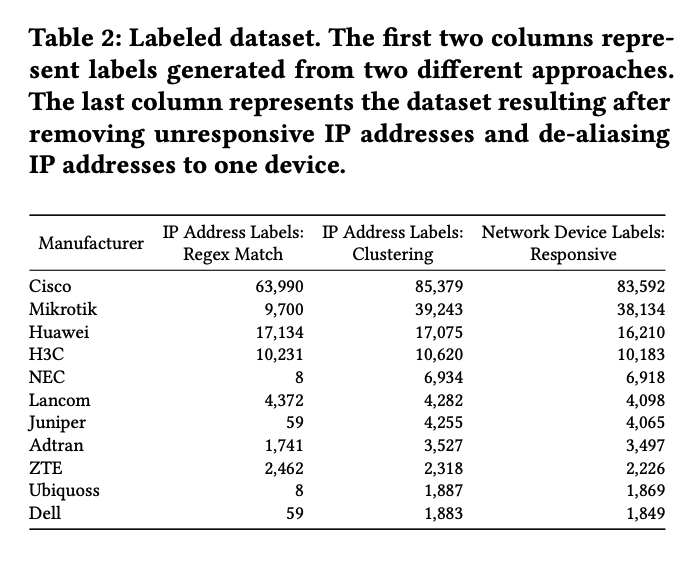 Table 2: Labeled dataset. The first two columns repre-
sent labels generated from two different approaches.
The last column represents the dataset resulting after
removing unresponsive IP addresses and de-aliasing
IP addresses to one device.
Manufacturer IP Address Labels: Regex Match IP Address Labels: Clustering Network Device Labels: Responsive
Cisco 63,990 85,379 83,592
Mikrotik 9,700 39,243 38,134
Huawei 17,134 17,075 16,210
H3C 10,231 10,620 10,183
NEC 8 6,934 6,918
Lancom 4,372 4,282 4,098
Juniper 59 4,255 4,065
Adtran 1,741 3,527 3,497
ZTE 2,462 2,318 2,226
Ubiquoss 8 1,887 1,869
Dell 59 1,883 1,849